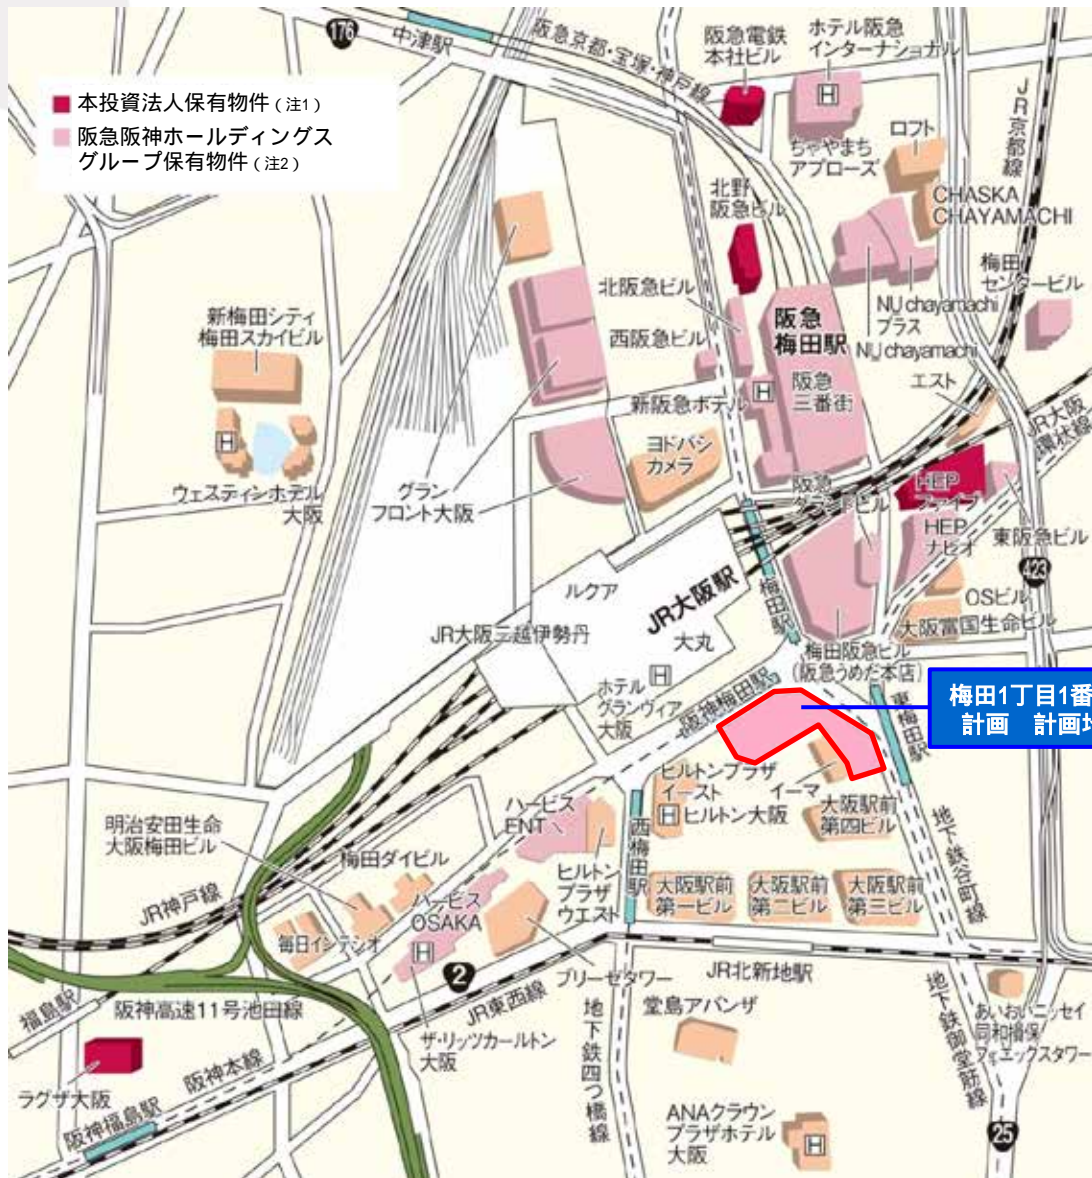 176
中津駅
阪急京都・宝塚・神戸線
阪急電鉄
本社ビル
ホテル阪急
インターナショナル
本投資法人保有物件（注1）
阪急阪神ホールディングス
グループ保有物件（注2）
H
JR京都線
ロフト
ちゃやまち
アプローズ
北野
阪急ビル
CHASKA
CHAYAMACHI
梅田
センタービル
北阪急ビル
新梅田シティ
梅田スカイビル
阪急
梅田駅
NU chayamachi
プラス
西阪急ビル
NU chayamachi
阪急
三番街
エスト
新阪急ホテル
H
JR大阪
環状線
H
ヨドバシ
カメラ
ウェスティンホテル
大阪
グラン
フロント大阪
阪急
グランドビル
HEP
ファイブ
HEP
ナビオ
東阪急ビル
423
ルクア
JR大阪駅
梅田駅
OSビル
JR大阪三越伊勢丹
大丸
大阪富国生命ビル
梅田阪急ビル
（阪急うめだ本店）
ホテル
グランヴィア
大阪
H
阪神梅田駅
東梅田駅
梅田1丁目1番
計画　計画
ヒルトンプラザ
イースト
イーマ
H
ヒルトン大阪
ハービス
ENT
大阪駅前
第四ビル
明治安田生命
大阪梅田ビル
梅田ダイビル
西梅田駅
地下鉄谷町線
ヒルトン
プラザ
ウエスト
大阪駅前
第一ビル
大阪駅前
第二ビル
大阪駅前
第三ビル
JR神戸線
ハービス
OSAKA
毎日インテシオ
H
2
ブリーゼタワー
JR北新地駅
福島駅
阪神高速11号池田線
JR東西線
堂島アバンザ
地下鉄御堂筋線
あいおいニッセイ
同和損保
フェニックスタワー
ザ・リッツカールトン
大阪
地下鉄四つ橋線
阪神本線
ラグザ大阪
阪神福島駅
ANAクラウン
プラザホテル
大阪
H
25